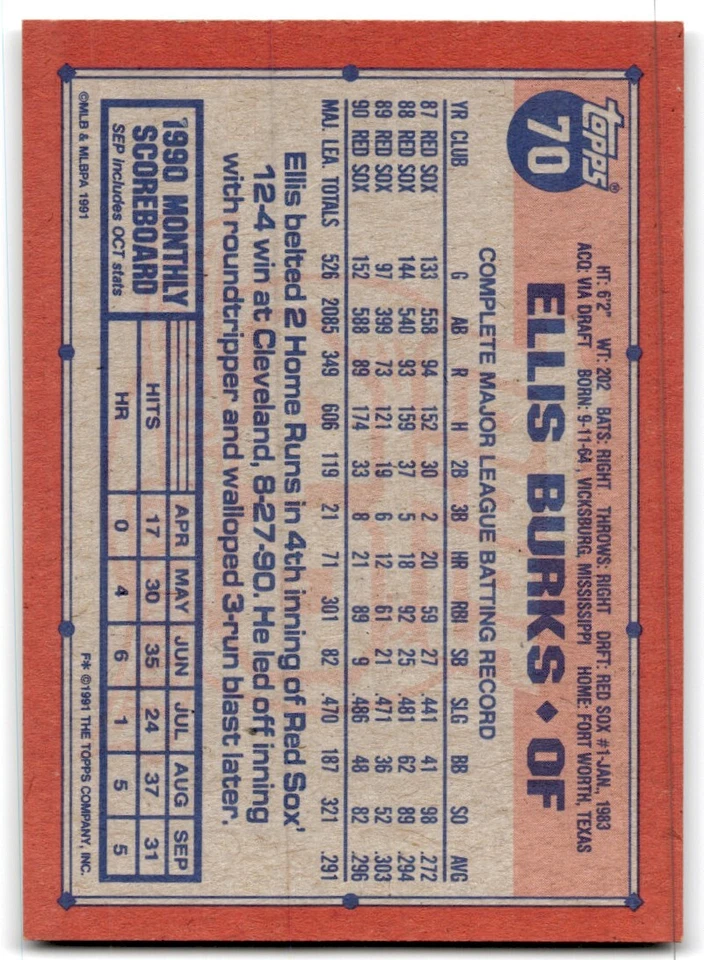 topps®
70
HT: 6'2" WT: 202 BATS: RIGHT THROWS: RIGHT DRFT: RED SOX #1-JAN., 1983
ACQ: VIA DRAFT BORN: 9-11-64, VICKSBURG, MISSISSIPPI HOME: FORT WORTH, TEXAS
ELLIS BURKS ◆ OF
COMPLETE MAJOR LEAGUE BATTING RECORD
YR CLUB G AB R H 2B 3B HR RBI SB SLG BB SO AVG
87 RED SOX 133 558 94 152 30 2 20 59 27 .441 41 98 .272
88 RED SOX 144 540 93 159 37 5 18 92 25 .481 62 89 .294
89 RED SOX 97 399 73 121 19 6 12 61 21 .471 36 52 .303
90 RED SOX 152 588 89 174 33 8 21 89 9 .486 48 82 .296
MAJ. LEA. TOTALS 526 2085 349 606 119 21 71 301 82 .470 187 321 .291
Ellis belted 2 Home Runs in 4th inning of Red Sox'
12-4 win at Cleveland, 8-27-90. He led off inning
with roundtripper and walloped 3-run blast later.
1990 MONTHLY
SCOREBOARD
SEP includes OCT stats
APR MAY JUN JUL AUG SEP
HITS 17 30 35 24 37 31
HR 0 4 6 1 5 5
©MLB & MLBPA 1991
F* ©1991 THE TOPPS COMPANY, INC.